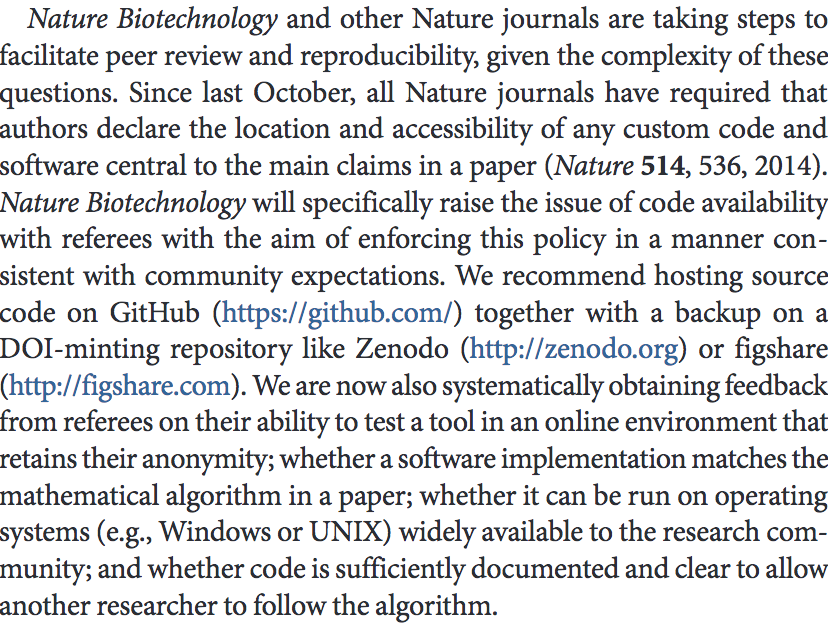 Nature Biotechnology and other Nature journals are taking steps to
facilitate peer review and reproducibility, given the complexity of these
questions. Since last October, all Nature journals have required that
authors declare the location and accessibility of any custom code and
software central to the main claims in a paper (Nature 514, 536, 2014).
Nature Biotechnology will specifically raise the issue of code availability
with referees with the aim of enforcing this policy in a manner con-
sistent with community expectations. We recommend hosting source
code on GitHub (https://github.com/) together with a backup on a
DOI-minting repository like Zenodo (http://zenodo.org) or figshare
(http://figshare.com). We are now also systematically obtaining feedback
from referees on their ability to test a tool in an online environment that
retains their anonymity; whether a software implementation matches the
mathematical algorithm in a paper; whether it can be run on operating
systems (e.g., Windows or UNIX) widely available to the research com-
munity; and whether code is sufficiently documented and clear to allow
another researcher to follow the algorithm.